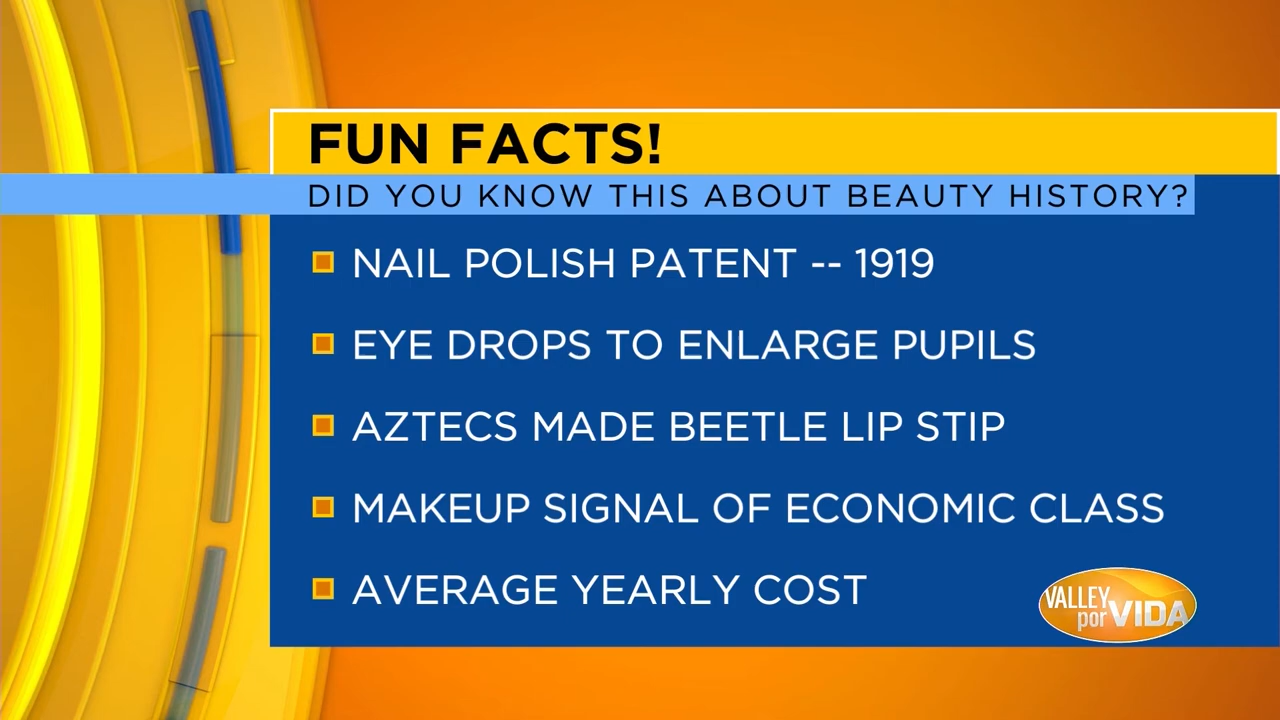 FUN FACTS!
DID YOU KNOW THIS ABOUT BEAUTY HISTORY?
NAIL POLISH PATENT -- 1919
EYE DROPS TO ENLARGE PUPILS
AZTECS MADE BEETLE LIP STIP
MAKEUP SIGNAL OF ECONOMIC CLASS
AVERAGE YEARLY COST
VALLEY
por VIDA